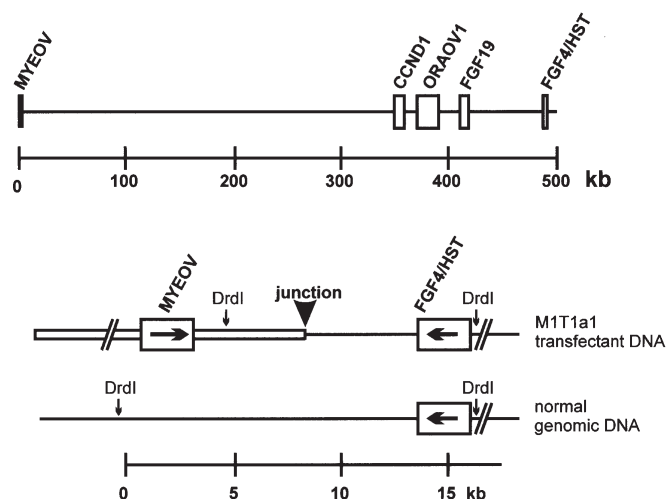 MYEOV CCND1 ORAOV1 FGF19 FGF4/HST
0 100 200 300 400 500 kb
MYEOV DrdI junction FGF4/HST DrdI
M1T1a1
transfectant DNA
DrdI DrdI
normal
genomic DNA
0 5 10 15 kb